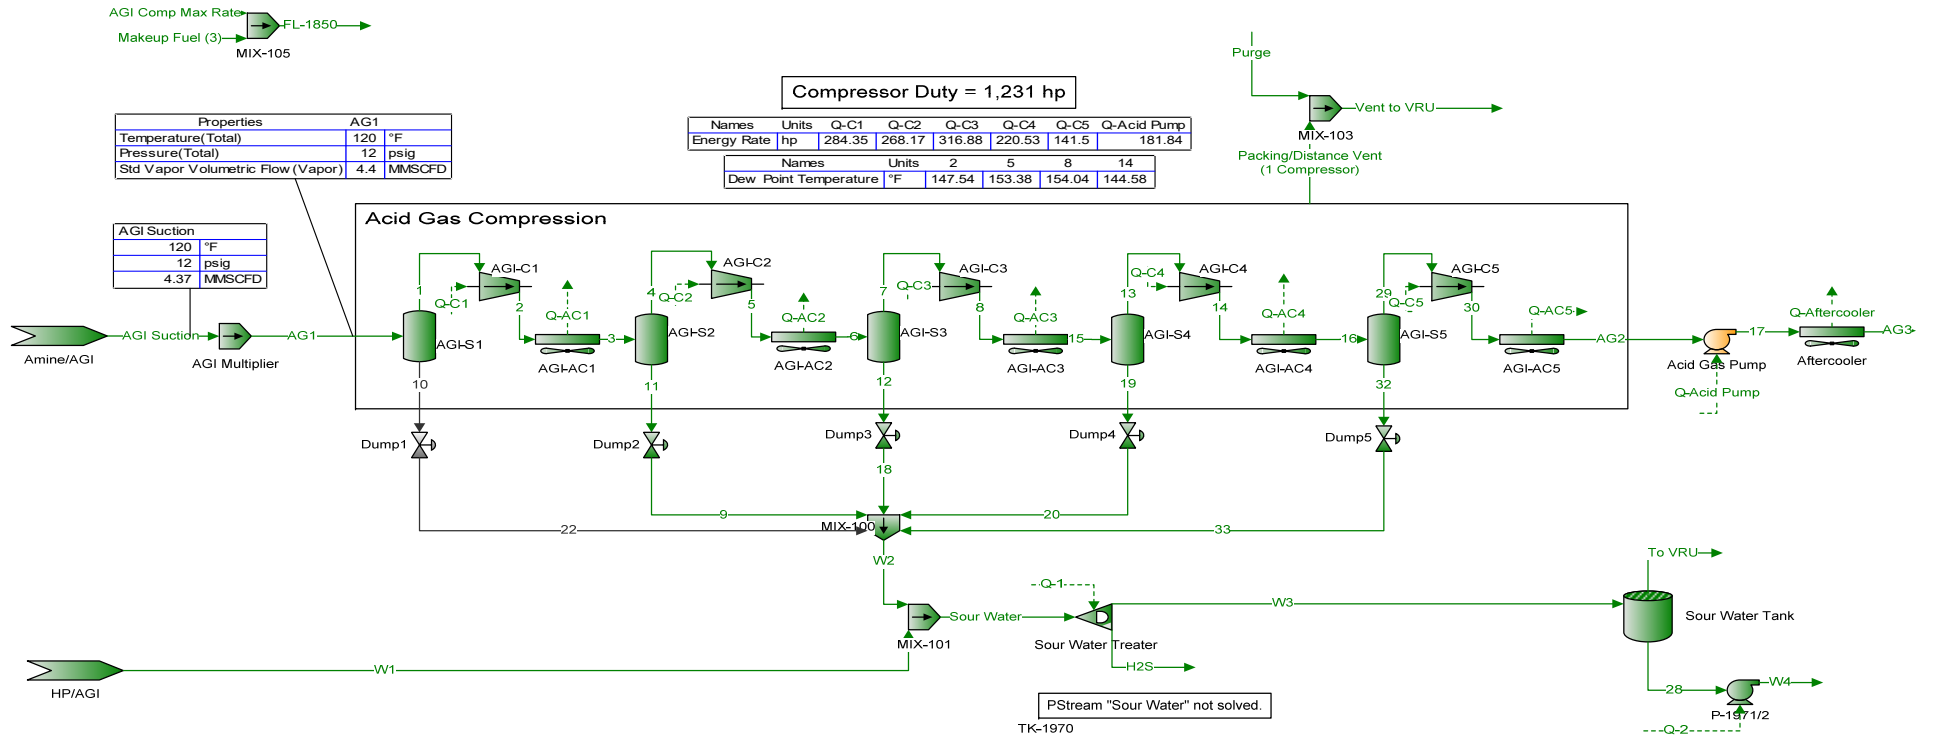 AGI Comp Max Rate
FL-1850
Makeup Fuel (3)
MIX-105
Purge
Compressor Duty = 1,231 hp
Vent to VRU
MIX-103
Properties AG1
Temperature(Total) 120 °F
Pressure(Total) 12 psig
Std Vapor Volumetric Flow (Vapor) 4.4 MMSCFD
Names Units Q-C1 Q-C2 Q-C3 Q-C4 Q-C5 Q-Acid Pump
Energy Rate hp 284.35 268.17 316.88 220.53 141.5 181.84
Names Units 2 5 8 14
Dew Point Temperature °F 147.54 153.38 154.04 144.58
Packing/Distance Vent
(1 Compressor)
Acid Gas Compression
AGI Suction
120 °F
12 psig
4.37 MMSCFD
AGI-C1
AGI-C2
AGI-C3
AGI-C4
AGI-C5
1
Q-C1
2
4
Q-C2
5
7
Q-C3
8
13
Q-C4
14
29
Q-C5
30
Q-AC1
Q-AC2
Q-AC3
Q-AC4
Q-AC5
Q-Aftercooler
Amine/AGI
AGI Suction
AGI Multiplier
AG1
AGI-S1
3
AGI-S2
6
AGI-S3
15
AGI-S4
16
AGI-S5
AG2
17
AG3
AGI-AC1
AGI-AC2
AGI-AC3
AGI-AC4
AGI-AC5
Acid Gas Pump
Aftercooler
Q-Acid Pump
10
11
12
19
32
Dump1
Dump2
Dump3
Dump4
Dump5
18
9
20
22
MIX-100
33
W2
To VRU
Q-1
W3
Sour Water
MIX-101
Sour Water Treater
Sour Water Tank
H2S
HP/AGI
W1
28
W4
P-1971/2
Q-2
PStream "Sour Water" not solved.
TK-1970